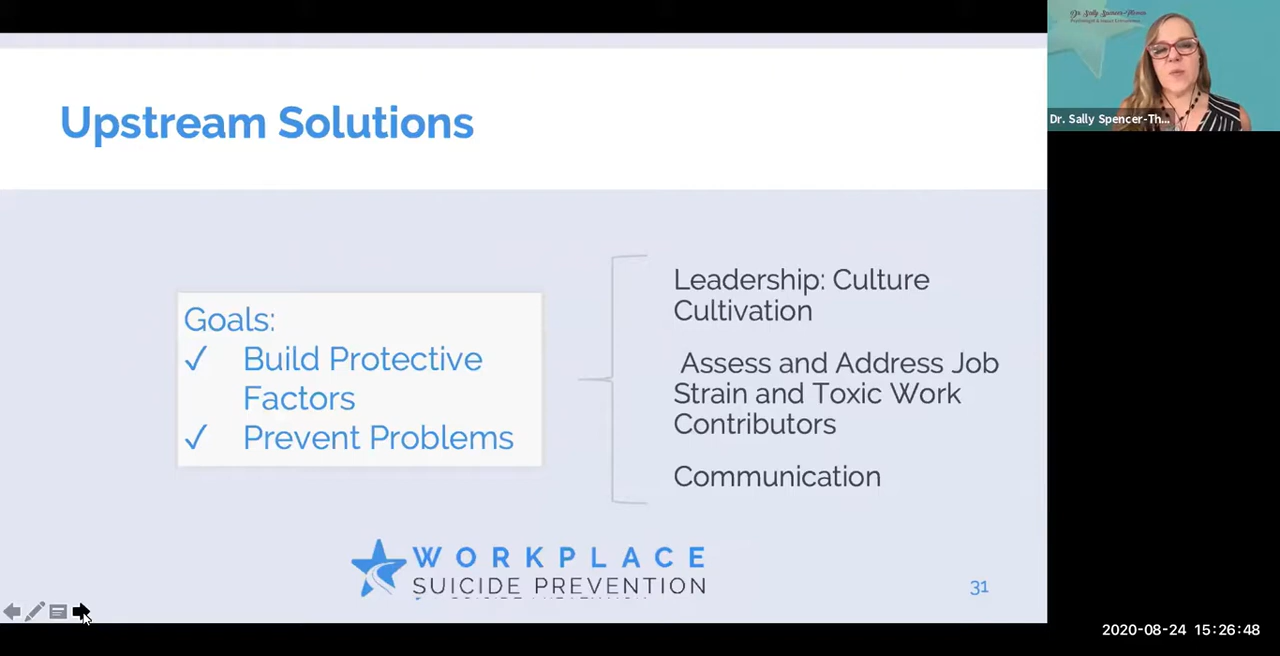 Upstream Solutions
Goals:
✓ Build Protective
Factors
✓ Prevent Problems
Leadership: Culture
Cultivation
Assess and Address Job
Strain and Toxic Work
Contributors
Communication
WORKPLACE
SUICIDE PREVENTION
31
Dr. Sally Spencer-Th...
2020-08-24 15:26:48